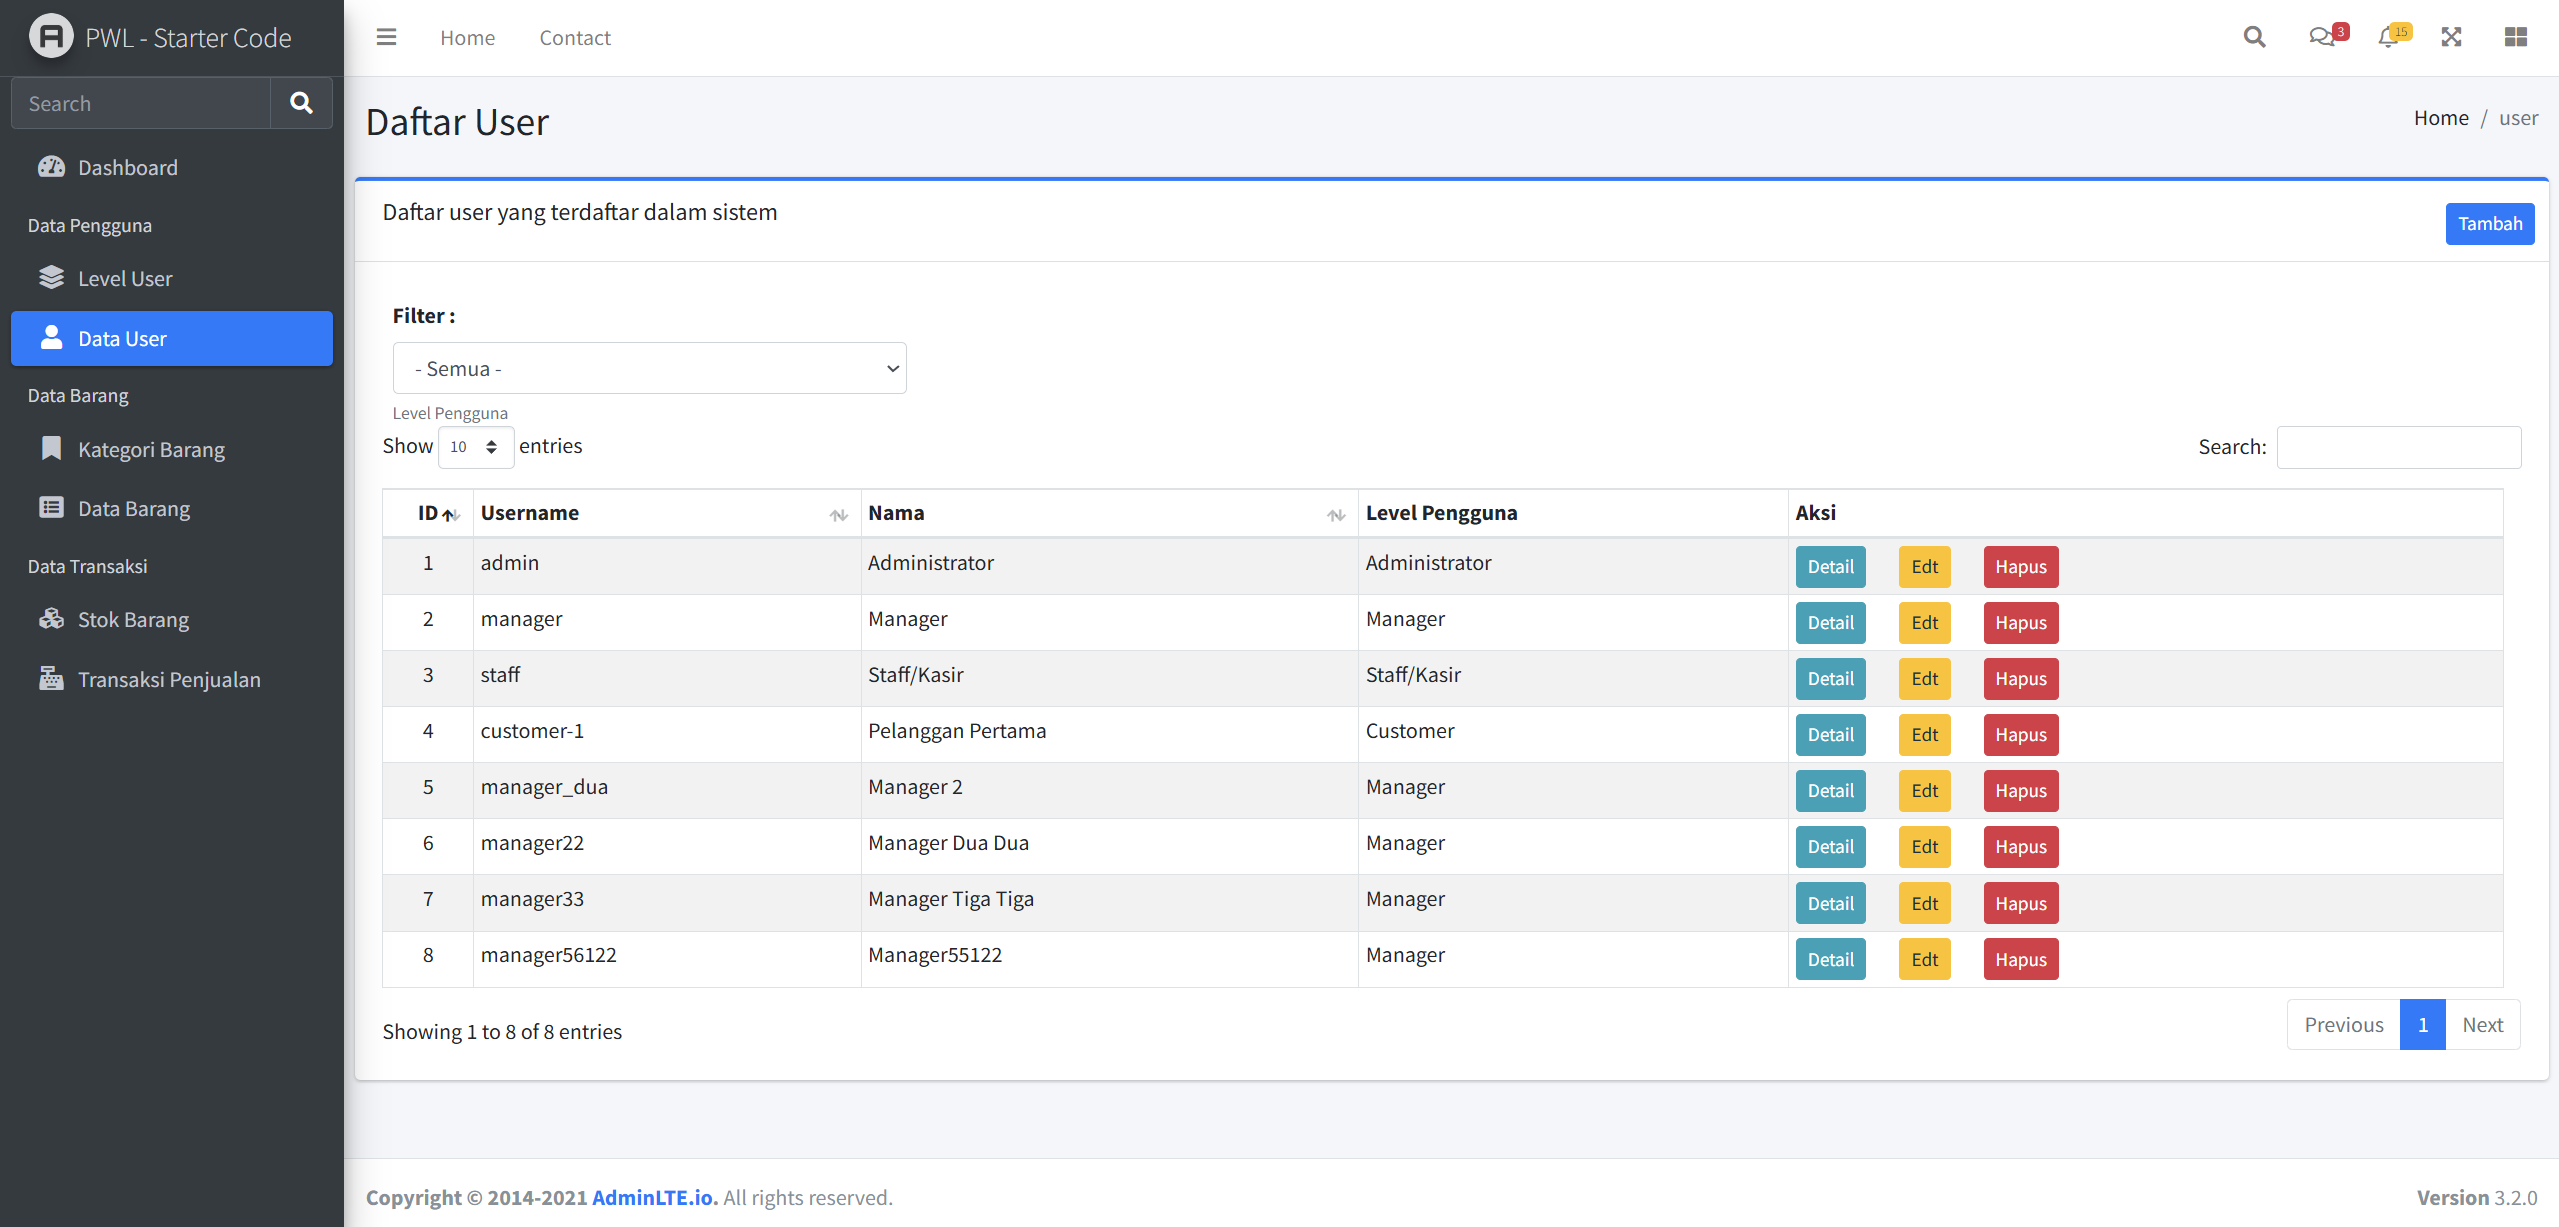 PWL - Starter Code
Home
Contact
3
15
Search
Dashboard
Data Pengguna
Level User
Data User
Data Barang
Kategori Barang
Data Barang
Data Transaksi
Stok Barang
Transaksi Penjualan
Daftar User
Home / user
Daftar user yang terdaftar dalam sistem
Tambah
Filter :
- Semua -
Level Pengguna
Show 10 entries
Search:
ID Username Nama Level Pengguna Aksi
1 admin Administrator Administrator Detail Edt Hapus
2 manager Manager Manager Detail Edt Hapus
3 staff Staff/Kasir Staff/Kasir Detail Edt Hapus
4 customer-1 Pelanggan Pertama Customer Detail Edt Hapus
5 manager_dua Manager 2 Manager Detail Edt Hapus
6 manager22 Manager Dua Dua Manager Detail Edt Hapus
7 manager33 Manager Tiga Tiga Manager Detail Edt Hapus
8 manager56122 Manager55122 Manager Detail Edt Hapus
Showing 1 to 8 of 8 entries
Previous 1 Next
Copyright © 2014-2021 AdminLTE.io. All rights reserved.
Version 3.2.0